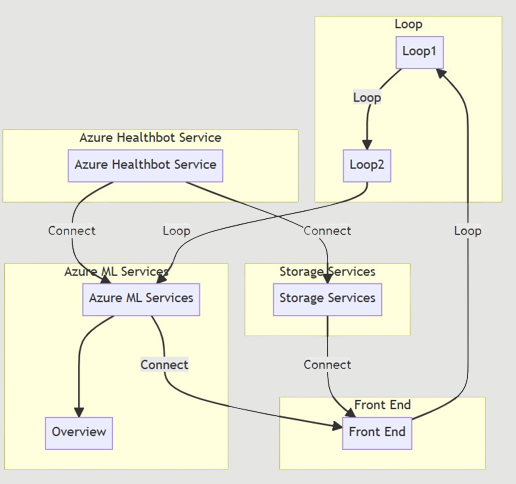 Loop
Loop1
Loop
Azure Healthbot Service
Azure Healthbot Service
Loop2
Connect
Loop
Connect
Loop
Azure ML Services
Storage Services
Azure ML Services
Storage Services
Connect
Connect
Front End
Overview
Front End